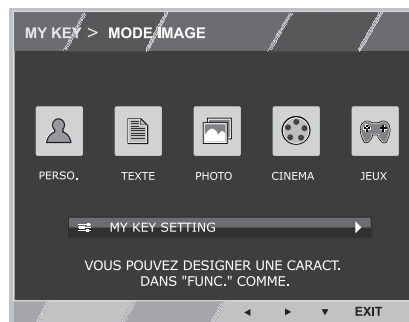 MY KEY > MODE IMAGE
PERSO. TEXTE PHOTO CINEMA JEUX
MY KEY SETTING
VOUS POUVEZ DESIGNER UNE CARACT.
DANS "FUNC." COMME.
EXIT